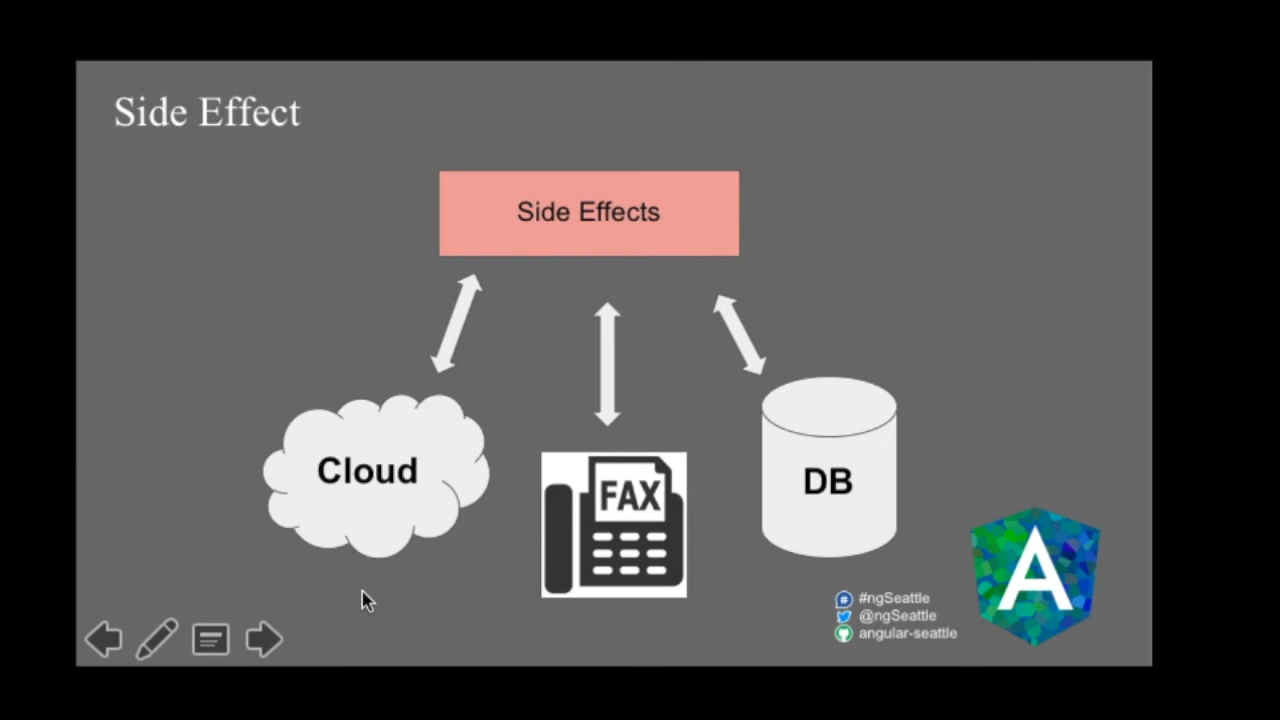 Side Effect
Side Effects
Cloud
FAX
DB
#ngSeattle
@ngSeattle
angular-seattle
A